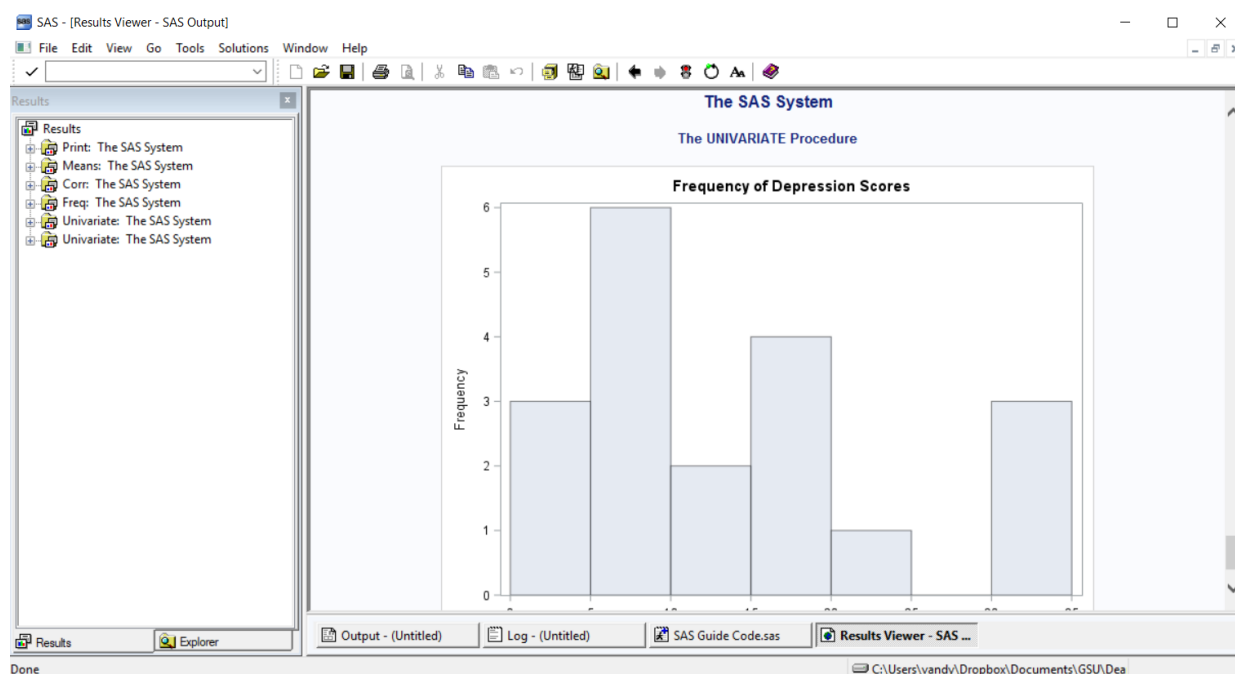 SAS - [Results Viewer - SAS Output]
File Edit View Go Tools Solutions Window Help
Results
Results
Print: The SAS System
Means: The SAS System
Corr: The SAS System
Freq: The SAS System
Univariate: The SAS System
Univariate: The SAS System
The SAS System
The UNIVARIATE Procedure
Frequency of Depression Scores
6
5
4
3
2
1
0
Frequency
Results
Explorer
Output - (Untitled)
Log - (Untitled)
SAS Guide Code.sas
Results Viewer - SAS ...
Done
C:\Users\vandy\Dropbox\Documents\GSU\Dea